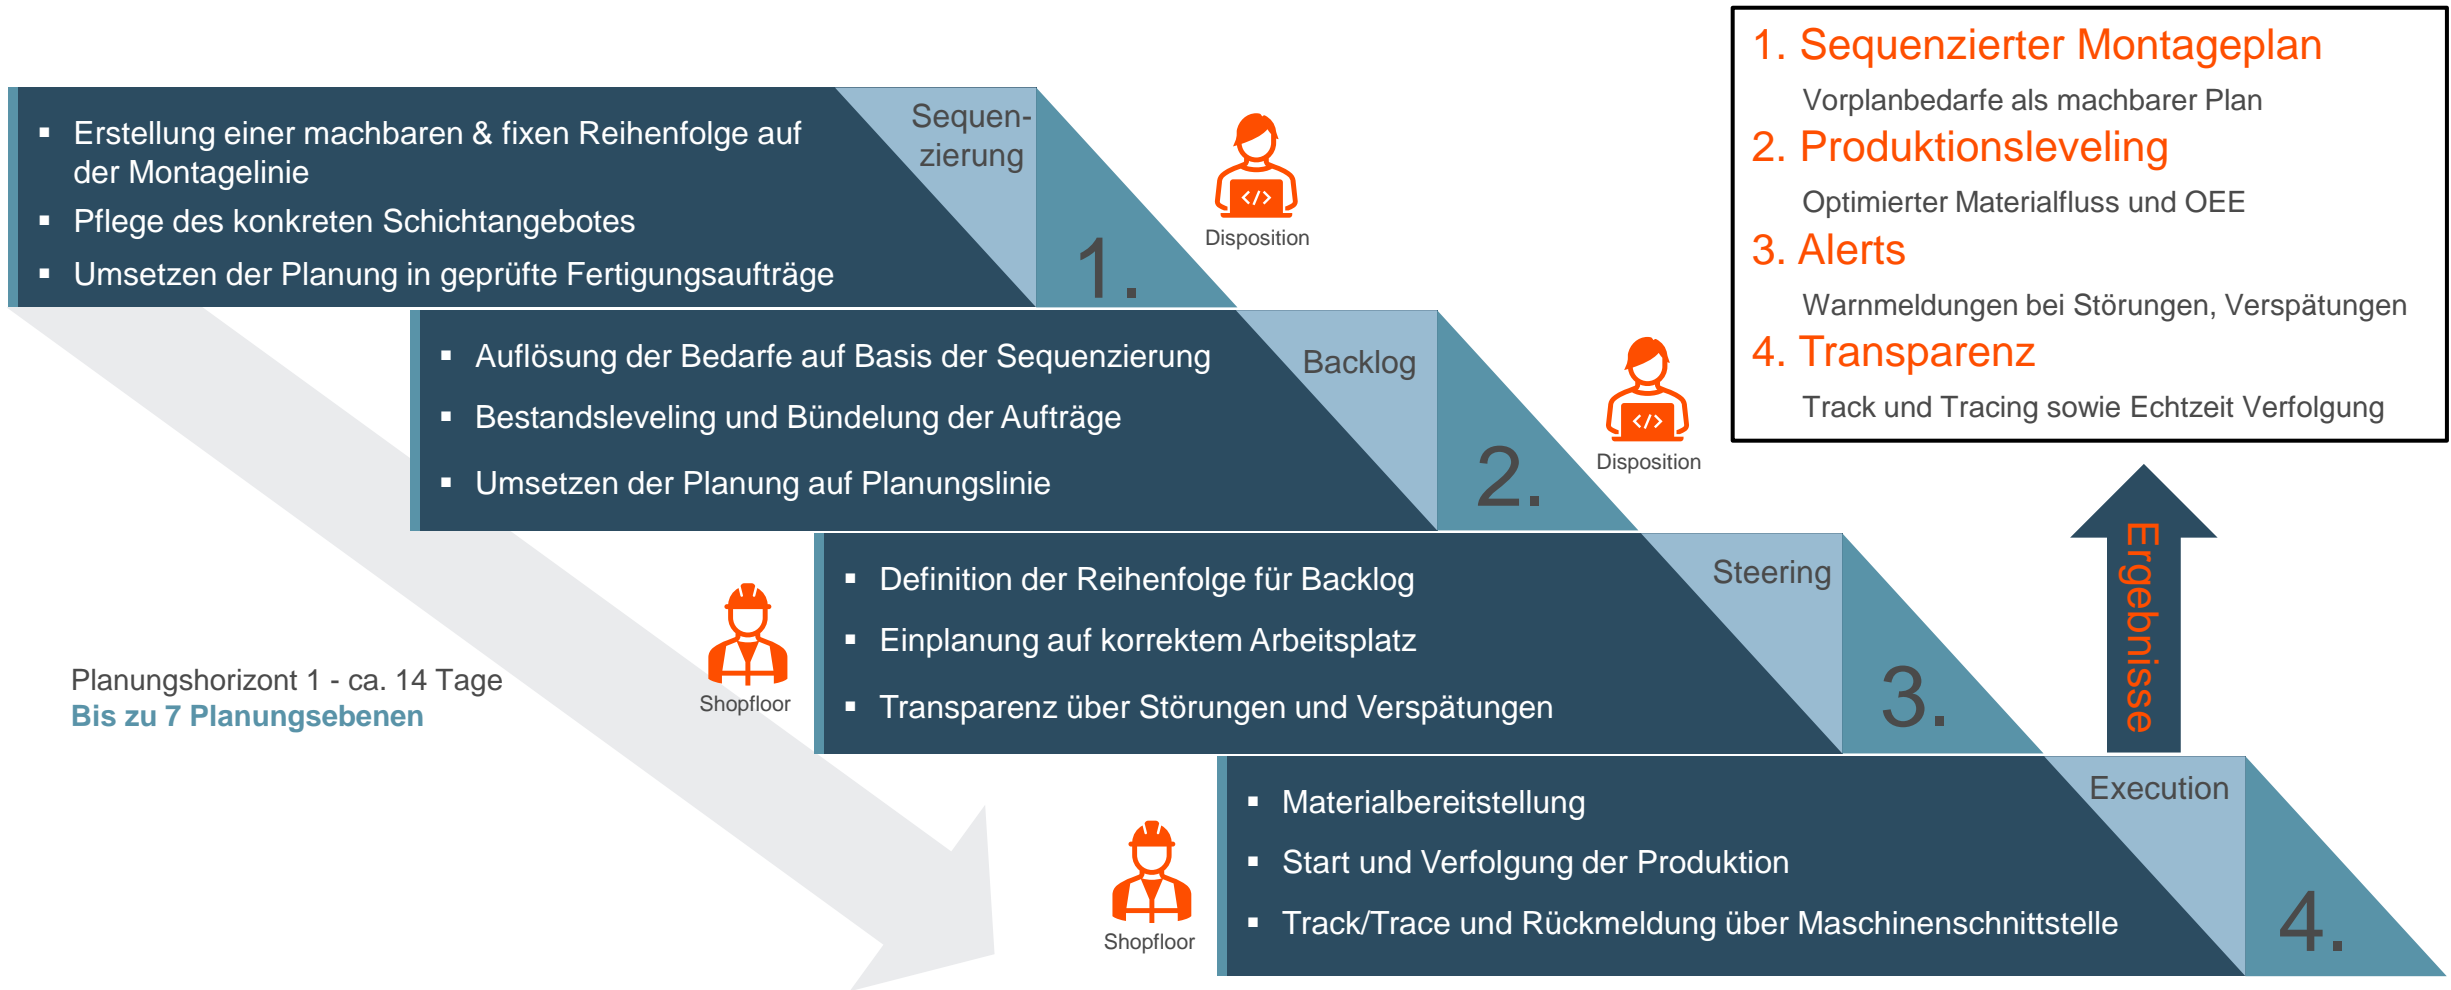 ▪ Erstellung einer machbaren & fixen Reihenfolge auf
der Montagelinie
▪ Pflege des konkreten Schichtangebotes
▪ Umsetzen der Planung in geprüfte Fertigungsaufträge
Sequen-
zierung
1.
Disposition
▪ Auflösung der Bedarfe auf Basis der Sequenzierung
▪ Bestandsleveling und Bündelung der Aufträge
▪ Umsetzen der Planung auf Planungslinie
Backlog
2.
Disposition
Shopfloor
▪ Definition der Reihenfolge für Backlog
▪ Einplanung auf korrektem Arbeitsplatz
▪ Transparenz über Störungen und Verspätungen
Steering
3.
Shopfloor
▪ Materialbereitstellung
▪ Start und Verfolgung der Produktion
▪ Track/Trace und Rückmeldung über Maschinenschnittstelle
Execution
4.
Planungshorizont 1 - ca. 14 Tage
Bis zu 7 Planungsebenen
Ergebnisse
1. Sequenzierter Montageplan
Vorplanbedarfe als machbarer Plan
2. Produktionsleveling
Optimierter Materialfluss und OEE
3. Alerts
Warnmeldungen bei Störungen, Verspätungen
4. Transparenz
Track und Tracing sowie Echtzeit Verfolgung